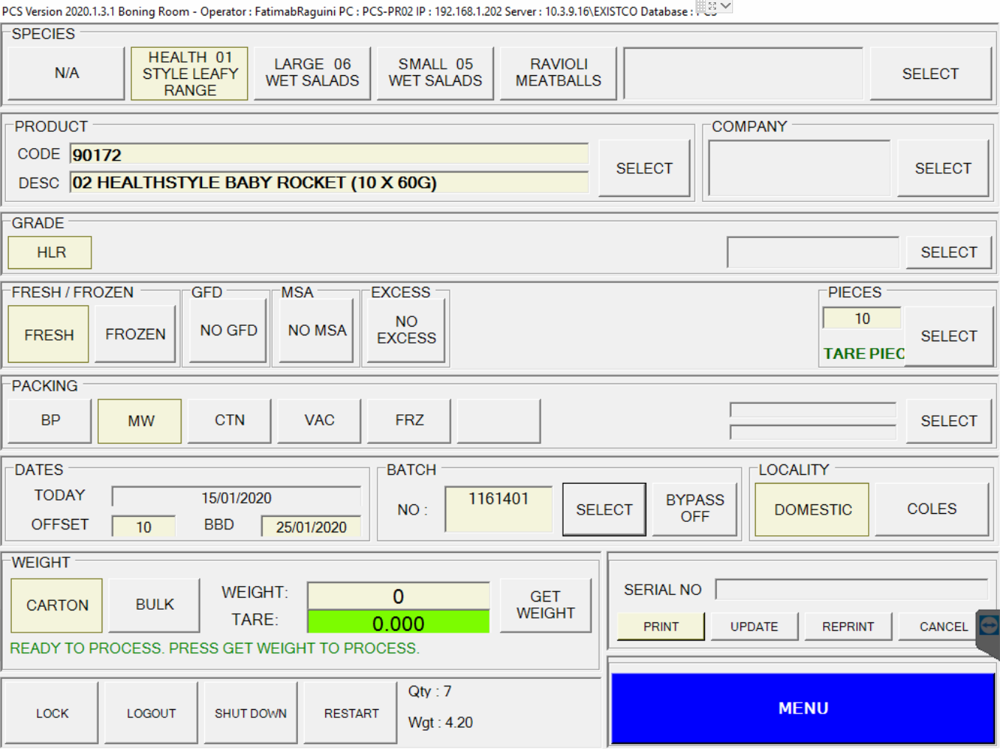 PCS Version 2020.1.3.1 Boning Room - Operator : FatimabRaguini PC : PCS-PR02 IP : 192.168.1.202 Server : 10.3.9.16\EXISTCO Database :
SPECIES
N/A
HEALTH 01
STYLE LEAFY
RANGE
LARGE 06
WET SALADS
SMALL 05
WET SALADS
RAVIOLI
MEATBALLS
SELECT
PRODUCT
CODE 90172
DESC 02 HEALTHSTYLE BABY ROCKET (10 X 60G)
SELECT
COMPANY
SELECT
GRADE
HLR
SELECT
FRESH / FROZEN
FRESH
FROZEN
GFD
NO GFD
MSA
NO MSA
EXCESS
NO
EXCESS
PIECES
10
TARE PIEC
SELECT
PACKING
BP
MW
CTN
VAC
FRZ
SELECT
DATES
TODAY 15/01/2020
OFFSET 10 BBD 25/01/2020
BATCH
NO : 1161401
SELECT
BYPASS
OFF
LOCALITY
DOMESTIC
COLES
WEIGHT
CARTON
BULK
WEIGHT: 0
TARE: 0.000
GET
WEIGHT
READY TO PROCESS. PRESS GET WEIGHT TO PROCESS.
SERIAL NO
PRINT
UPDATE
REPRINT
CANCEL
LOCK
LOGOUT
SHUT DOWN
RESTART
Qty : 7
Wgt : 4.20
MENU